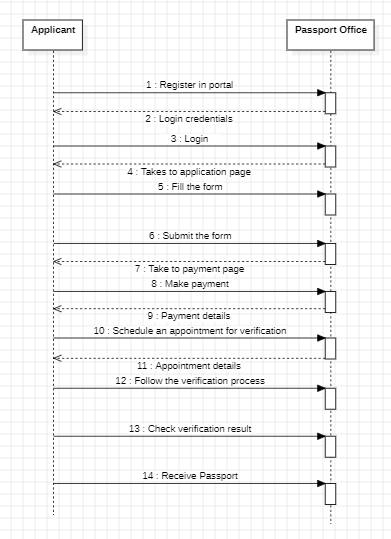 Applicant
Passport Office
1 : Register in portal
2 : Login credentials
3 : Login
4 : Takes to application page
5 : Fill the form
6 : Submit the form
7 : Take to payment page
8 : Make payment
9 : Payment details
10 : Schedule an appointment for verification
11 : Appointment details
12 : Follow the verification process
13 : Check verification result
14 : Receive Passport